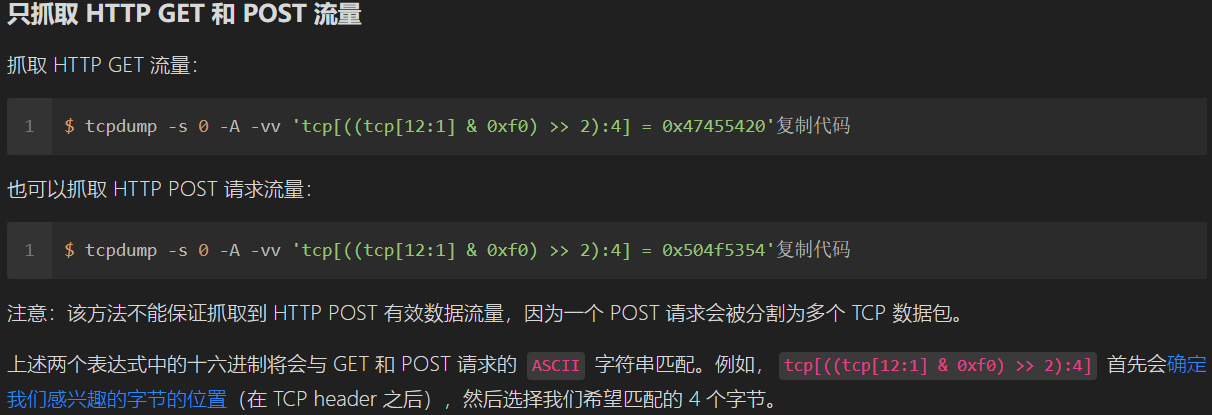 只抓取 HTTP GET 和 POST 流量
抓取 HTTP GET 流量：
1 $ tcpdump -s 0 -A -vv 'tcp[((tcp[12:1] & 0xf0) >> 2):4] = 0x47455420'复制代码
也可以抓取 HTTP POST 请求流量：
1 $ tcpdump -s 0 -A -vv 'tcp[((tcp[12:1] & 0xf0) >> 2):4] = 0x504f5354'复制代码
注意：该方法不能保证抓取到 HTTP POST 有效数据流量，因为一个 POST 请求会被分割为多个 TCP 数据包。
上述两个表达式中的十六进制将会与 GET 和 POST 请求的 ASCII 字符串匹配。例如，tcp[((tcp[12:1] & 0xf0) >> 2):4] 首先会确定
我们感兴趣的字节的位置（在 TCP header 之后），然后选择我们希望匹配的 4 个字节。